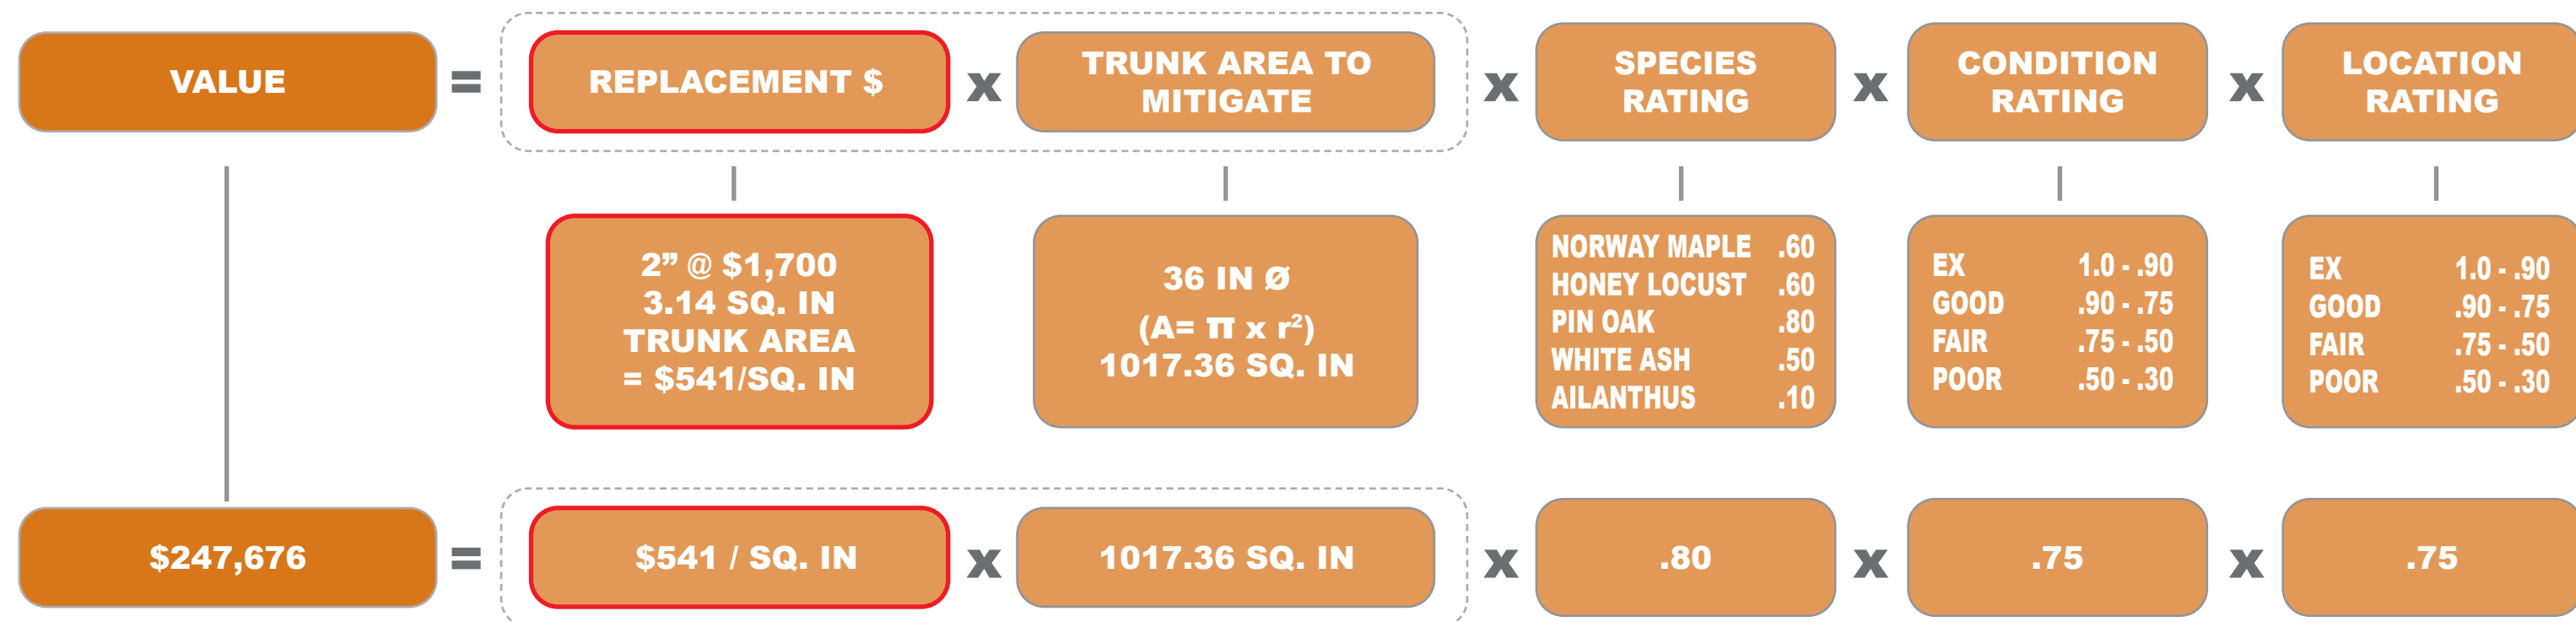 VALUE
=
REPLACEMENT $
x
TRUNK AREA TO
MITIGATE
x
SPECIES
RATING
x
CONDITION
RATING
x
LOCATION
RATING
2” @ $1,700
3.14 SQ. IN
TRUNK AREA
= $541/SQ. IN
36 IN Ø
(A= π x r²)
1017.36 SQ. IN
NORWAY MAPLE .60
HONEY LOCUST .60
PIN OAK .80
WHITE ASH .50
AILANTHUS .10
EX 1.0 - .90
GOOD .90 - .75
FAIR .75 - .50
POOR .50 - .30
EX 1.0 - .90
GOOD .90 - .75
FAIR .75 - .50
POOR .50 - .30
$247,676
=
$541 / SQ. IN
x
1017.36 SQ. IN
x
.80
x
.75
x
.75